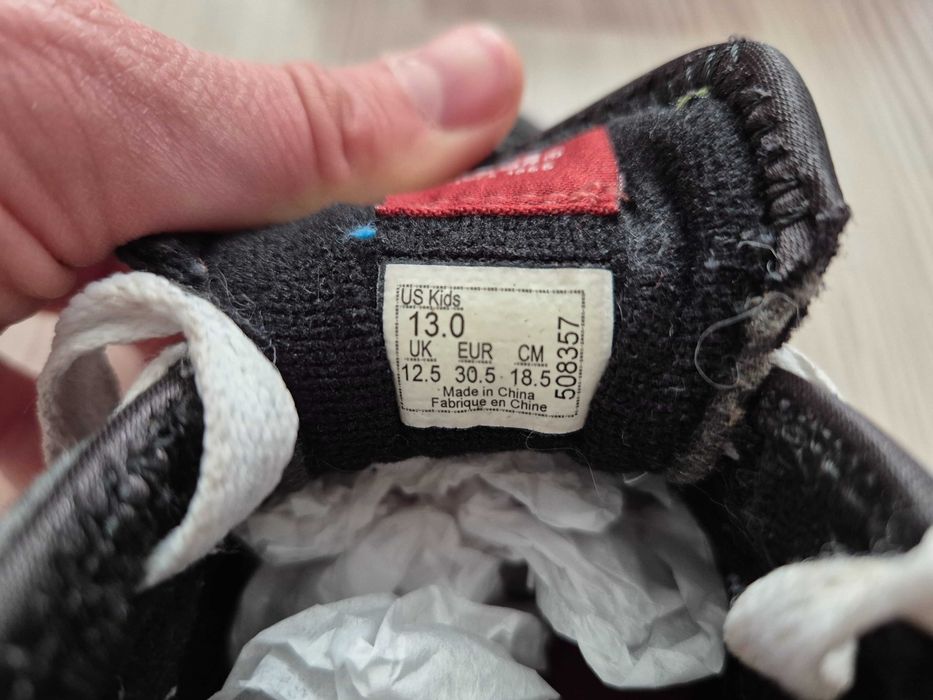 US Kids
13.0
UK EUR CM
12.5 30.5 18.5
Made in China
Fabrique en Chine
508357